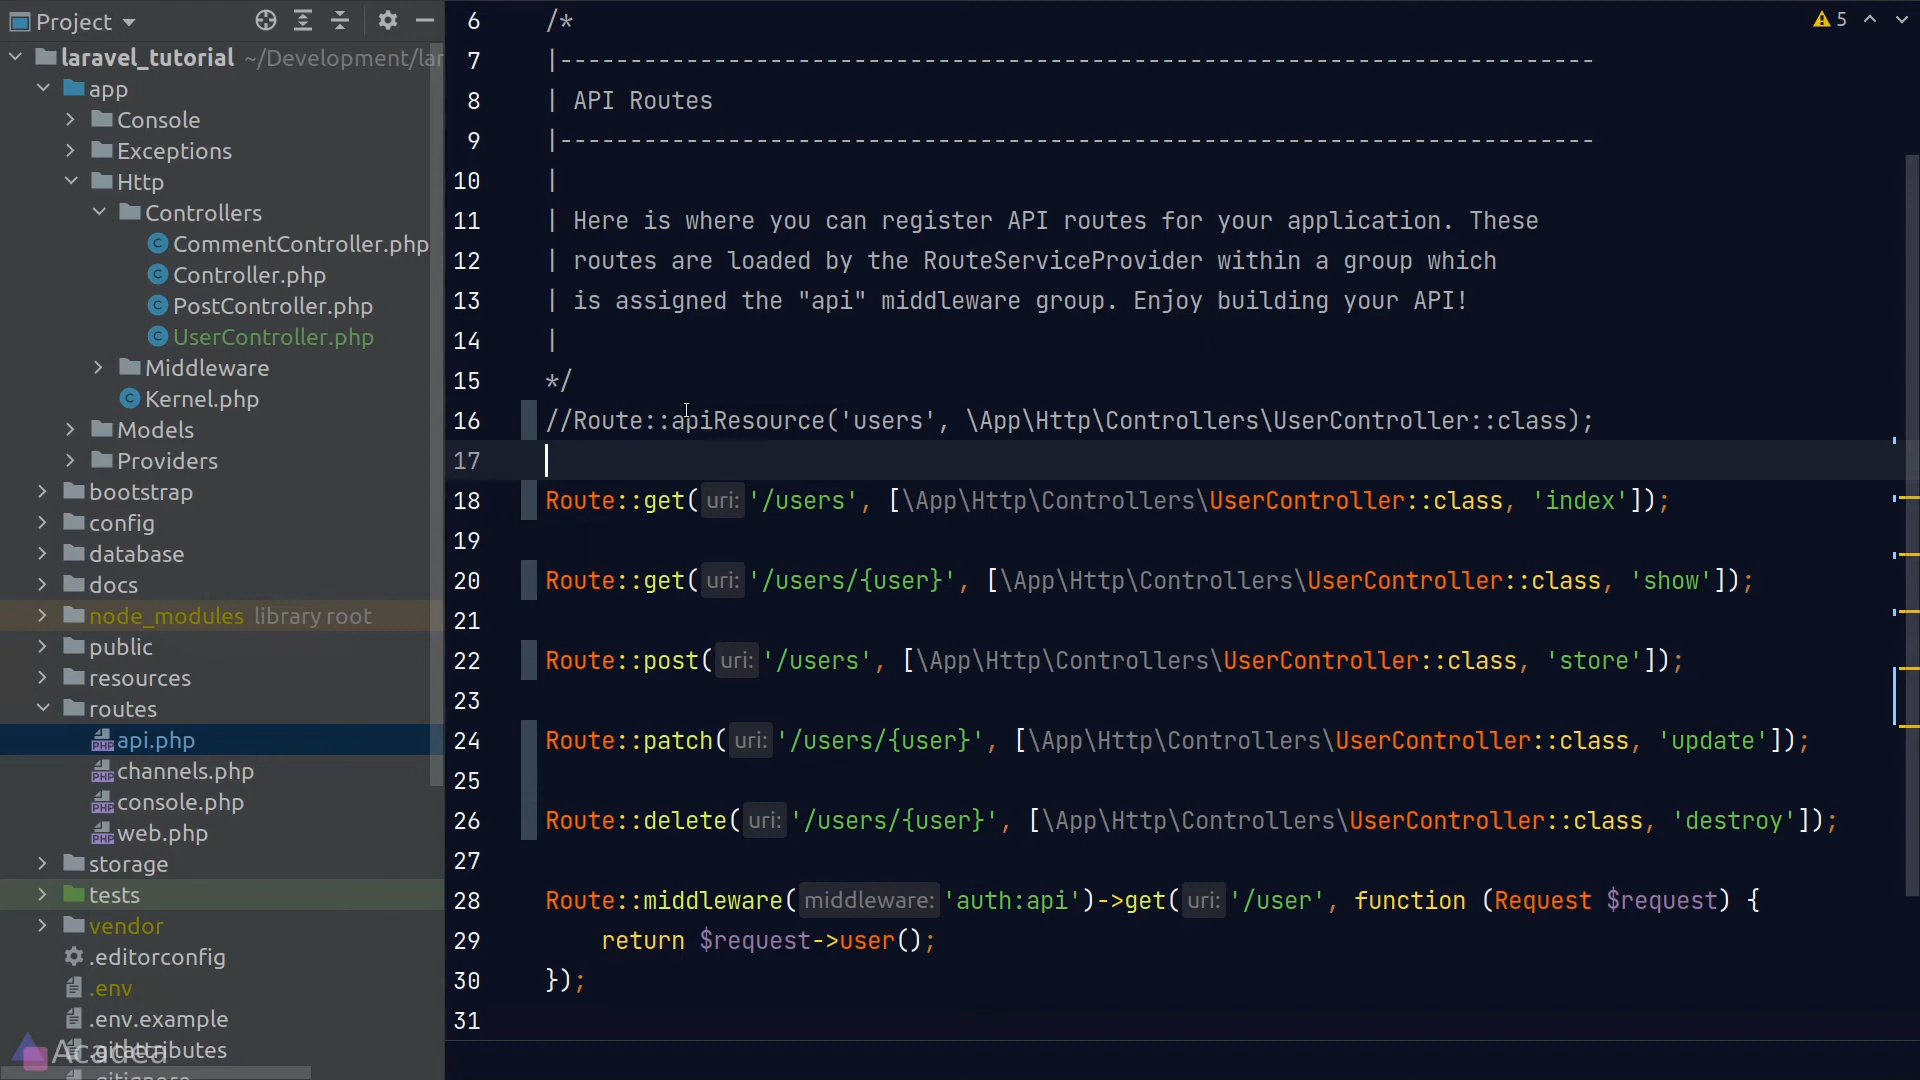 Project
laravel_tutorial ~/Development/lar
app
Console
Exceptions
Http
Controllers
CommentController.php
Controller.php
PostController.php
UserController.php
Middleware
Kernel.php
Models
Providers
bootstrap
config
database
docs
node_modules library root
public
resources
routes
api.php
channels.php
console.php
web.php
storage
tests
vendor
.editorconfig
.env
.env.example
.gitattributes
.gitignore
Acadea
5
6 /*
7 |--------------------------------------------------------------------------
8 | API Routes
9 |--------------------------------------------------------------------------
10 |
11 | Here is where you can register API routes for your application. These
12 | routes are loaded by the RouteServiceProvider within a group which
13 | is assigned the "api" middleware group. Enjoy building your API!
14 |
15 */
16 //Route::apiResource('users', \App\Http\Controllers\UserController::class);
17
18 Route::get( uri: '/users', [\App\Http\Controllers\UserController::class, 'index']);
19
20 Route::get( uri: '/users/{user}', [\App\Http\Controllers\UserController::class, 'show']);
21
22 Route::post( uri: '/users', [\App\Http\Controllers\UserController::class, 'store']);
23
24 Route::patch( uri: '/users/{user}', [\App\Http\Controllers\UserController::class, 'update']);
25
26 Route::delete( uri: '/users/{user}', [\App\Http\Controllers\UserController::class, 'destroy']);
27
28 Route::middleware( middleware: 'auth:api')->get( uri: '/user', function (Request $request) {
29 return $request->user();
30 });
31